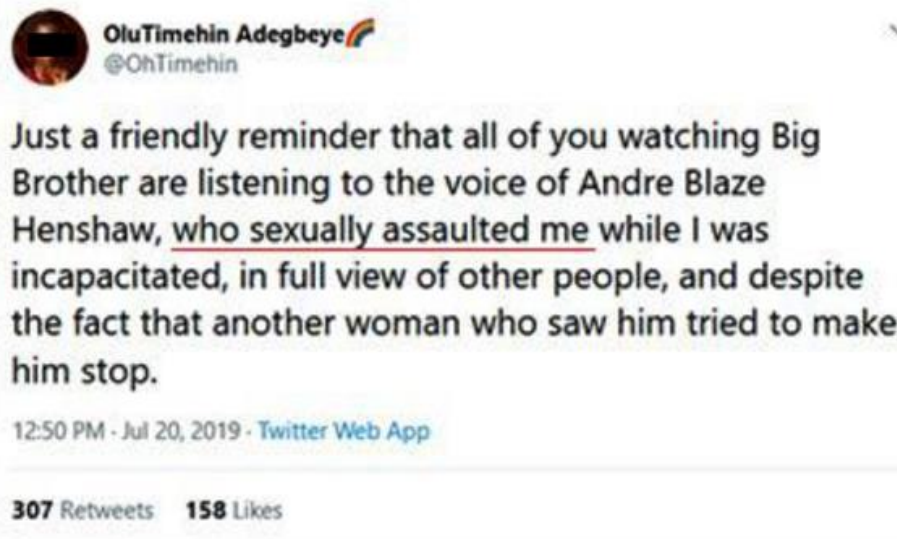 OluTimehin Adegbeye🌈
@OhTimehin
Just a friendly reminder that all of you watching Big
Brother are listening to the voice of Andre Blaze
Henshaw, who sexually assaulted me while I was
incapacitated, in full view of other people, and despite
the fact that another woman who saw him tried to make
him stop.
12:50 PM · Jul 20, 2019 · Twitter Web App
307 Retweets 158 Likes